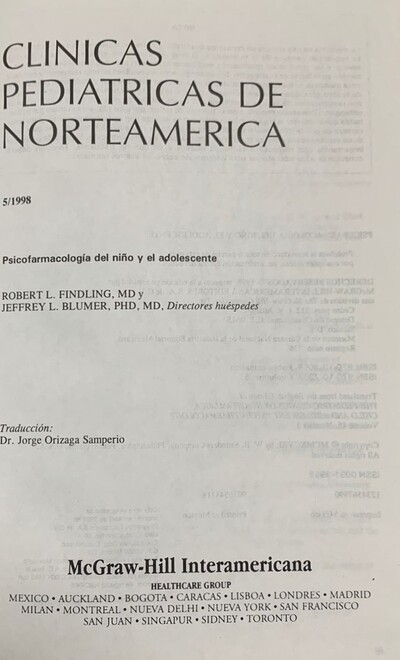 CLINICAS
PEDIATRICAS DE
NORTEAMERICA
5/1998
Psicofarmacología del niño y el adolescente
ROBERT L. FINDLING, MD y
JEFFREY L. BLUMER, PHD, MD, Directores huéspedes
Traducción:
Dr. Jorge Orizaga Samperio
McGraw-Hill Interamericana
HEALTHCARE GROUP
MEXICO • AUCKLAND • BOGOTA • CARACAS • LISBOA • LONDRES • MADRID
MILAN • MONTREAL • NUEVA DELHI • NUEVA YORK • SAN FRANCISCO
SAN JUAN • SINGAPUR • SIDNEY • TORONTO